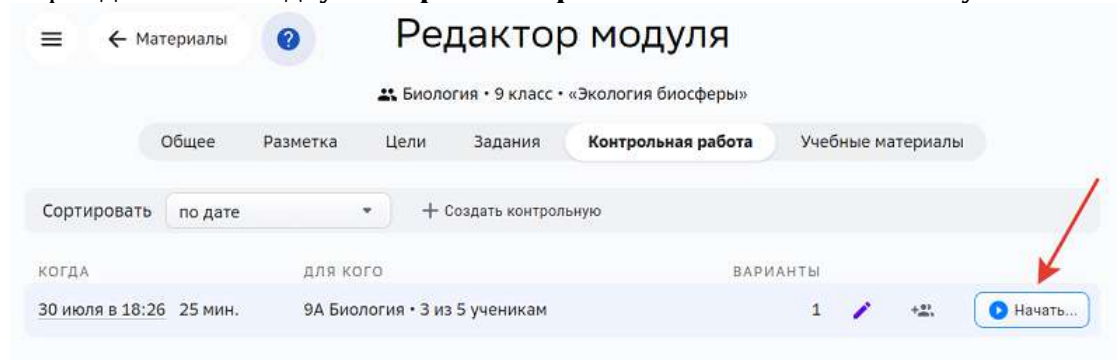 ← Материалы ? Редактор модуля
Биология • 9 класс • «Экология биосферы»
Общее Разметка Цели Задания Контрольная работа Учебные материалы
Сортировать по дате + Создать контрольную
КОГДА ДЛЯ КОГО ВАРИАНТЫ
30 июля в 18:26 25 мин. 9А Биология • 3 из 5 ученикам 1 Начать...